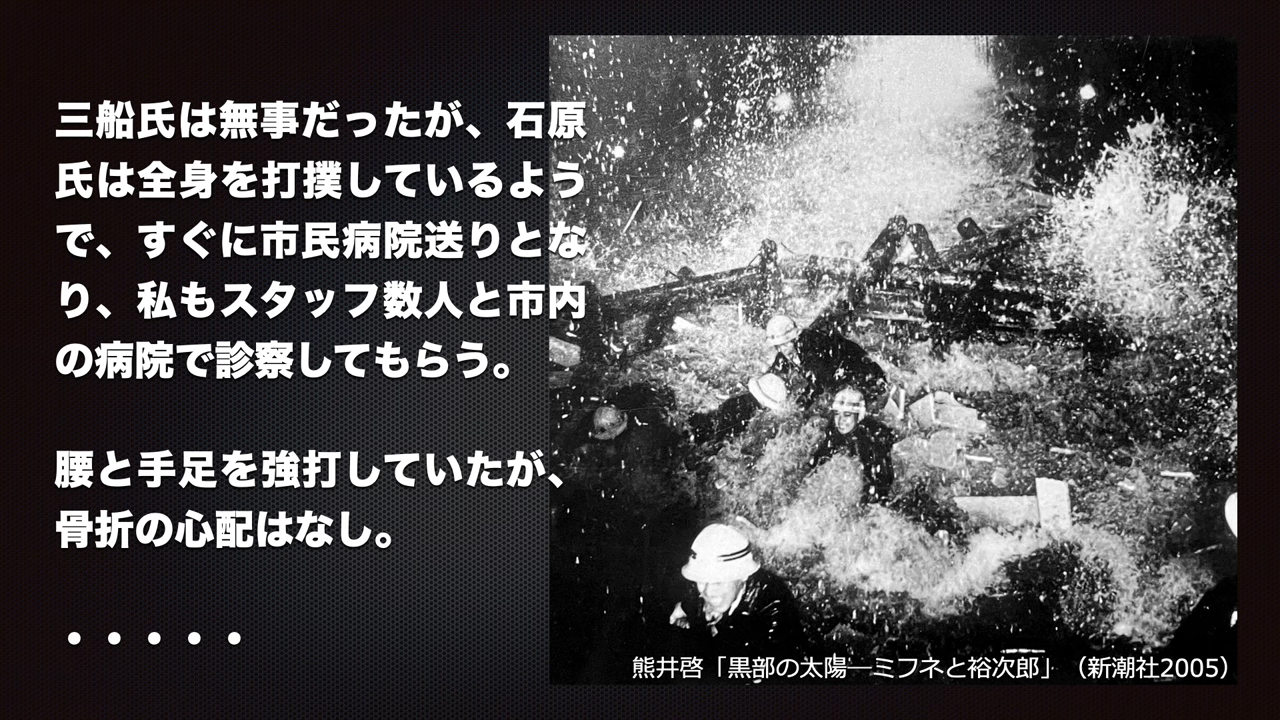 三船氏は無事だったが、石原
氏は全身を打撲しているよう
で、すぐに市民病院送りとな
り、私もスタッフ数人と市内
の病院で診察してもらう。
腰と手足を強打していたが、
骨折の心配はなし。
・・・・・
熊井啓「黒部の太陽―ミフネと裕次郎」（新潮社2005）